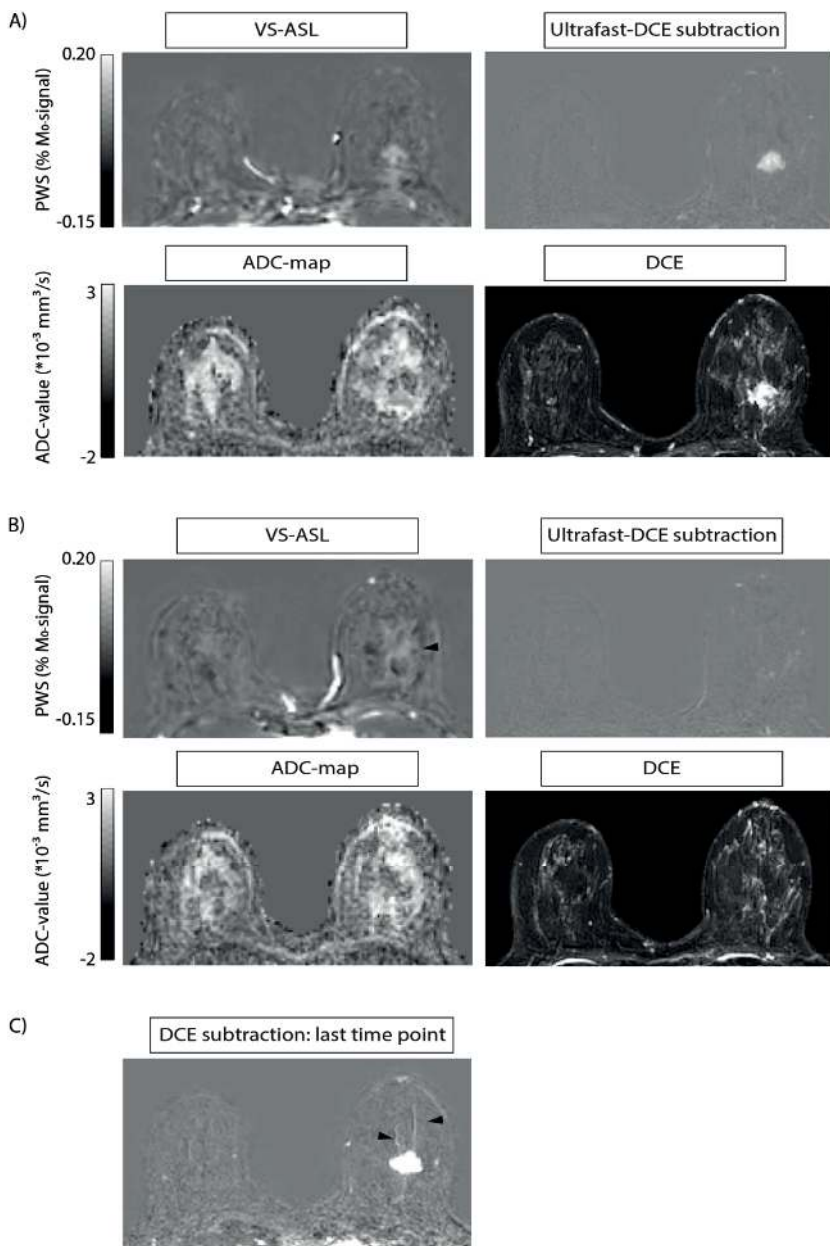 A)
VS-ASL
Ultrafast-DCE subtraction
0.20
PWS (% M₀-signal)
-0.15
ADC-map
DCE
3
ADC-value (*10⁻³ mm³/s)
-2
B)
VS-ASL
Ultrafast-DCE subtraction
0.20
PWS (% M₀-signal)
-0.15
ADC-map
DCE
3
ADC-value (*10⁻³ mm³/s)
-2
C)
DCE subtraction: last time point